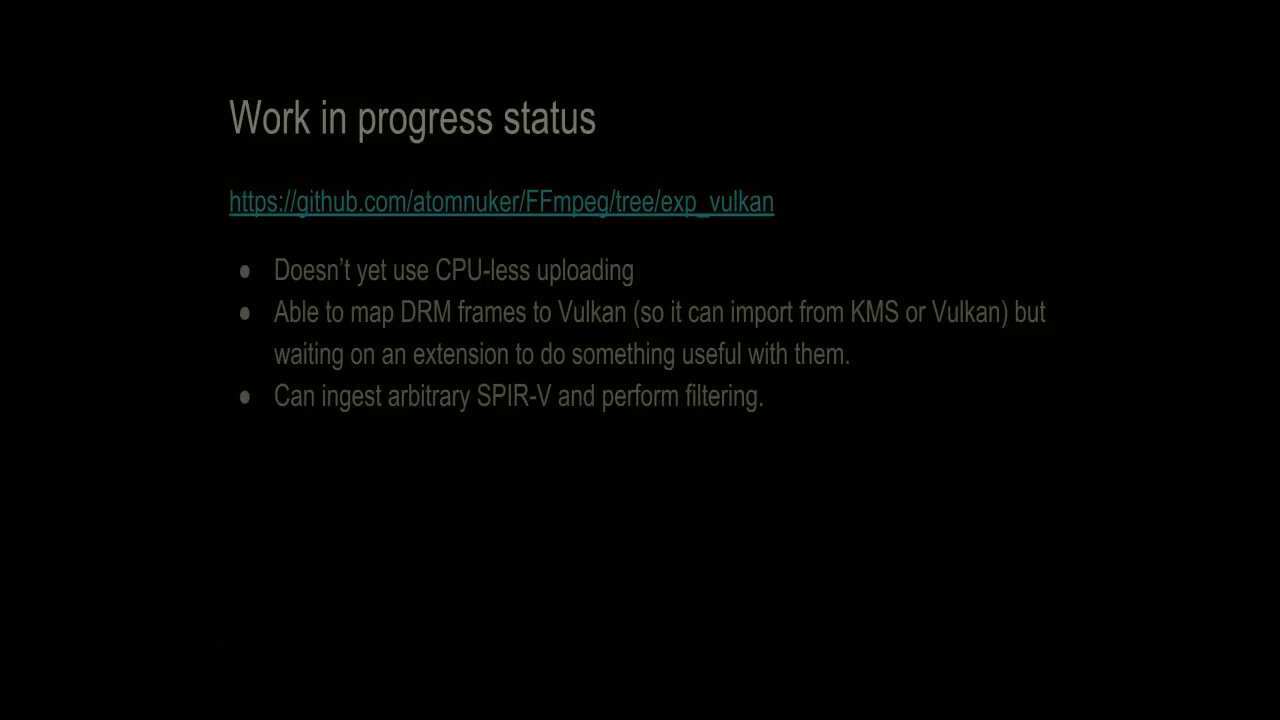 Work in progress status
https://github.com/atomnuker/FFmpeg/tree/exp_vulkan
● Doesn’t yet use CPU-less uploading
● Able to map DRM frames to Vulkan (so it can import from KMS or Vulkan) but
waiting on an extension to do something useful with them.
● Can ingest arbitrary SPIR-V and perform filtering.